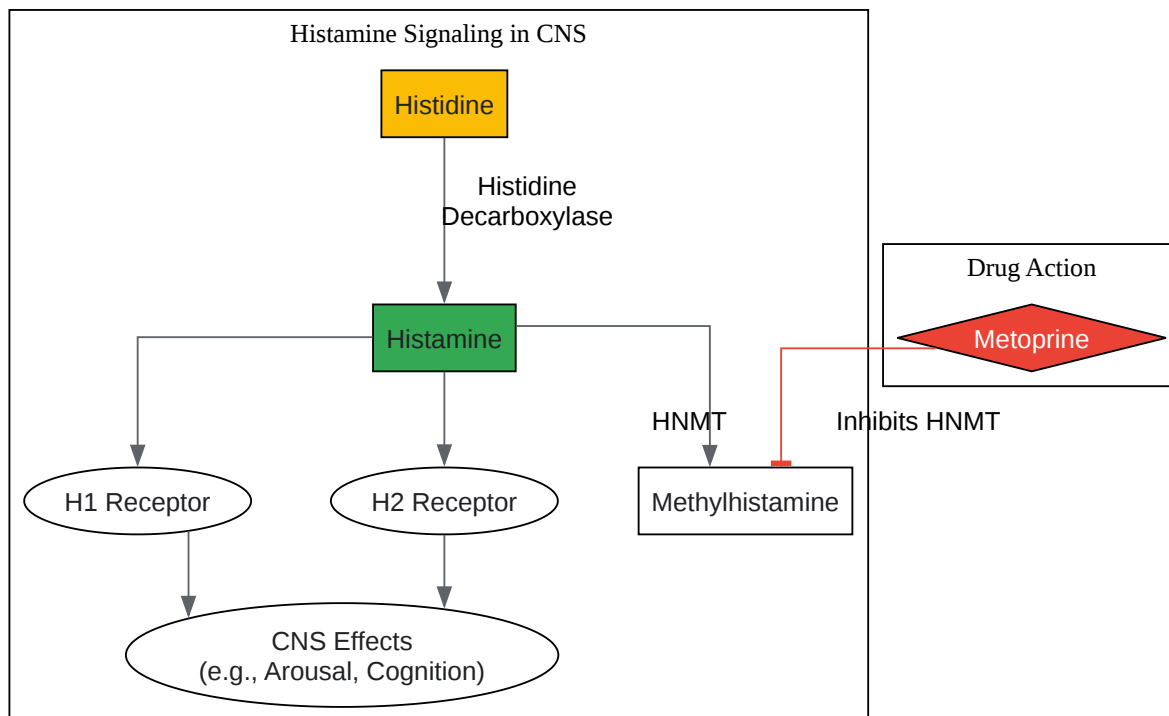 Histamine Signaling in CNS
Histidine
Histidine
Decarboxylase
Drug Action
Histamine
Metoprine
HNMT
Inhibits HNMT
H1 Receptor
H2 Receptor
Methylhistamine
CNS Effects
(e.g., Arousal, Cognition)